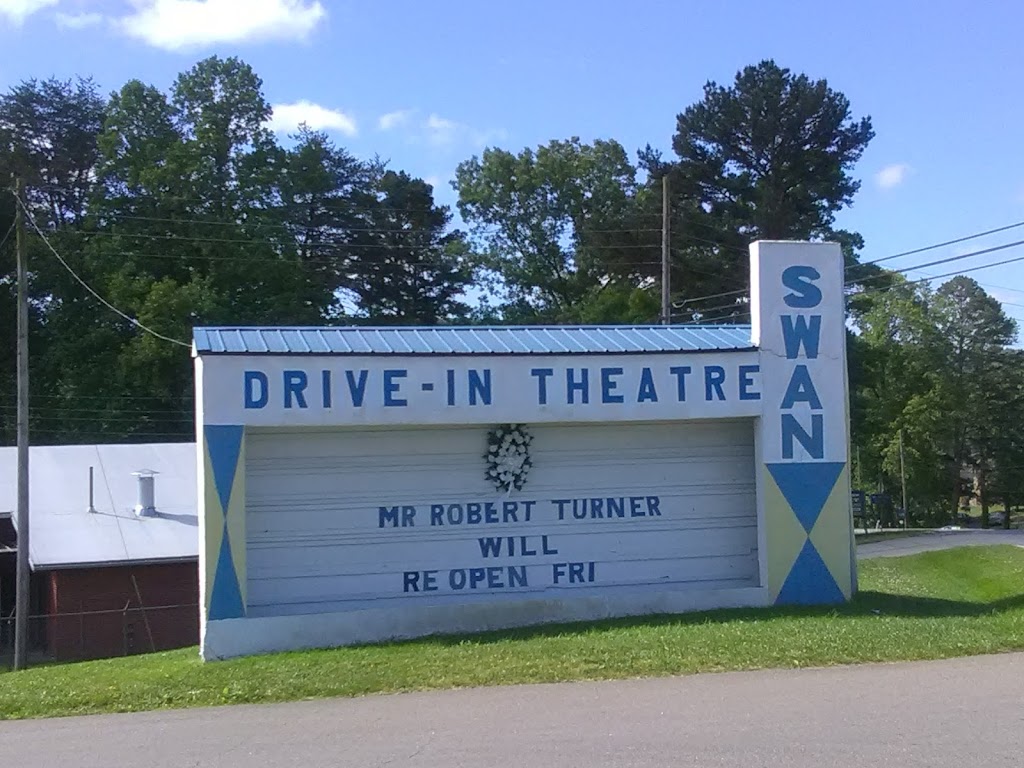 SWAN
DRIVE-IN THEATRE
MR ROBERT TURNER
WILL
RE OPEN FRI